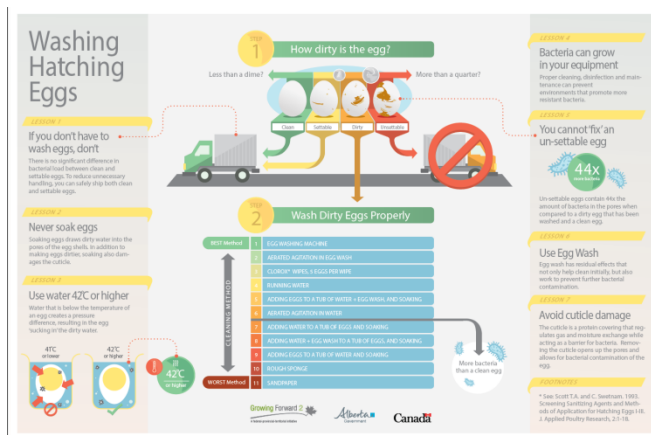 Washing
Hatching
Eggs
LESSON 1
If you don't have to
wash eggs, don't
There is no significant difference in
bacterial load between clean and
settable eggs. To reduce unnecessary
handling, you can safely ship both clean
and settable eggs.
LESSON 2
Never soak eggs
Soaking eggs draws dirty water into the
pores of the egg shells. In addition to
making eggs dirtier, soaking also dam-
ages the cuticle.
LESSON 3
Use water 42°C or higher
Water that is below the temperature of
an egg creates a pressure
difference, resulting in the egg
'sucking in the dirty water.
41°C
or lower
42°C
or higher
42°C
or higher
Stage
1
How dirty is the egg?
Less than a dime?
More than a quarter?
Clean
Settable
Dirty
Unsettable
Stage
2
Wash Dirty Eggs Properly
BEST Method
CLEANING METHOD
WORST Method
1 EGG WASHING MACHINE
2 AERATED AGITATION IN EGG WASH
3 CLOROX* WIPES, 5 EGGS PER WIPE
4 RUNNING WATER
5 ADDING EGGS TO A TUB OF WATER + EGG WASH, AND SOAKING
6 AERATED AGITATION IN WATER
7 ADDING WATER TO A TUB OF EGGS AND SOAKING
8 ADDING WATER + EGG WASH TO A TUB OF EGGS, AND SOAKING
9 ADDING EGGS TO A TUB OF WATER AND SOAKING
10 ROUGH SPONGE
11 SANDPAPER
More bacteria
than a clean egg
Growing Forward 2
Alberta
Government
Canada
LESSON 4
Bacteria can grow
in your equipment
Proper cleaning, disinfection and main-
tenance can prevent
environments that promote more
resistant bacteria.
LESSON 5
You cannot 'fix' an
un-settable egg
44x
more bacteria
Un-settable eggs contain 44x the
amount of bacteria in the pores when
compared to a dirty egg that has been
washed and a clean egg.
LESSON 6
Use Egg Wash
Egg wash has residual effects that
not only help clean initially, but also
work to prevent further bacterial
contamination.
LESSON 7
Avoid cuticle damage
The cuticle is a protein covering that reg-
ulates gas and moisture exchange while
acting as a barrier for bacteria. Remov-
ing the cuticle opens up the pores and
allows for bacterial contamination of the
egg.
FOOTNOTES
* See: Scott T.A. and C. Swetnam. 1993.
Screening Sanitizing Agents and Meth-
ods of Application for Hatching Eggs I-IX.
J. Applied Poultry Research, 2:1-18.